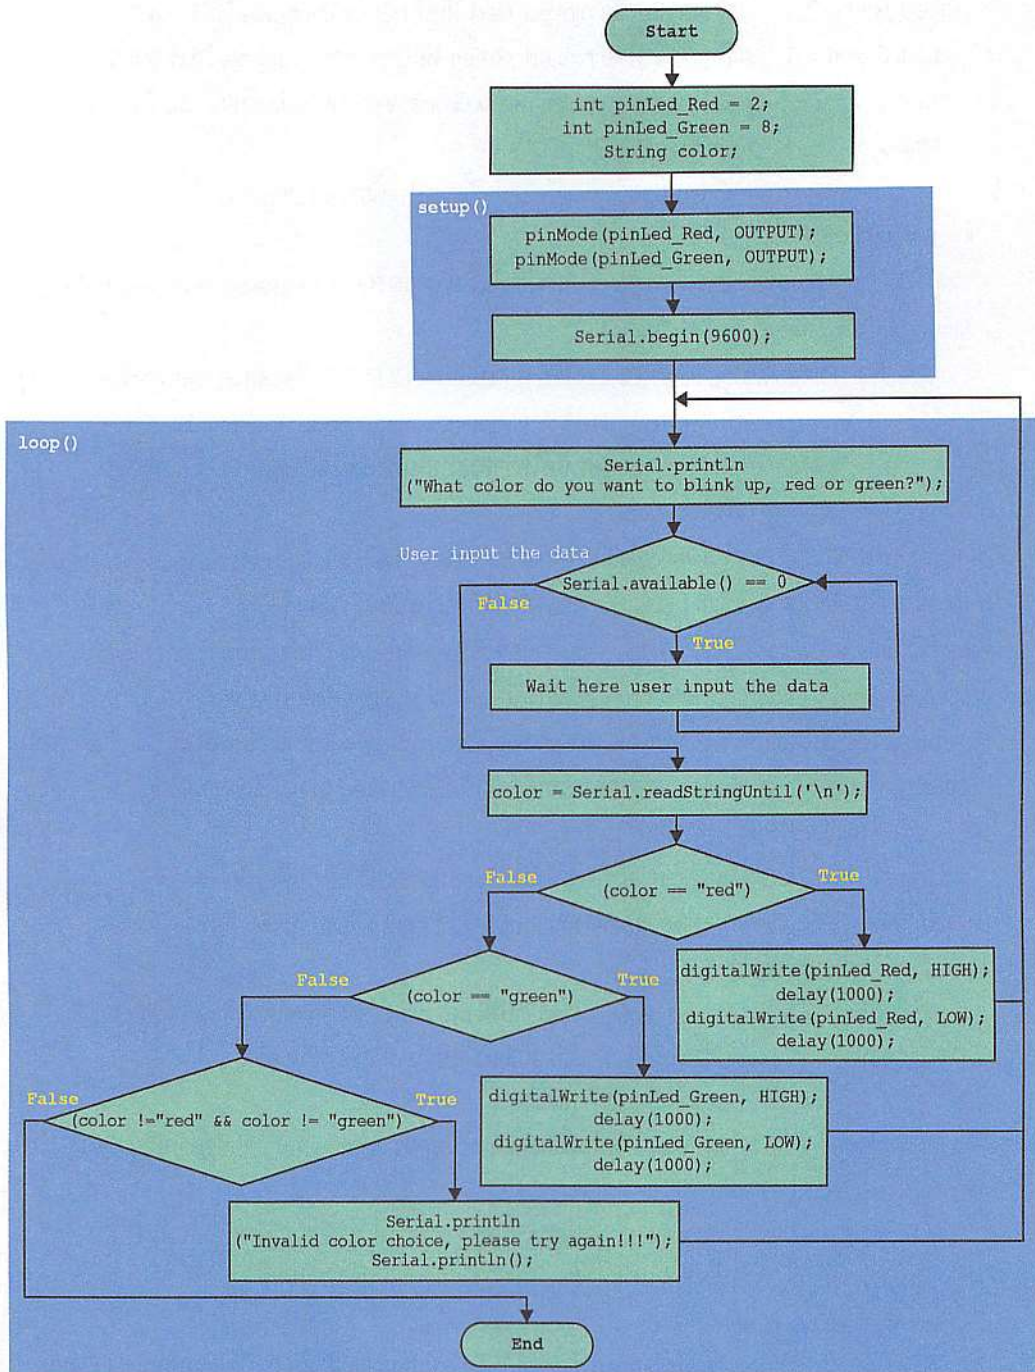 Start
int pinLed_Red = 2;
int pinLed_Green = 8;
String color;
setup()
pinMode(pinLed_Red, OUTPUT);
pinMode(pinLed_Green, OUTPUT);
Serial.begin(9600);
loop()
Serial.println
("What color do you want to blink up, red or green?");
User input the data
Serial.available() == 0
False
True
Wait here user input the data
color = Serial.readStringUntil('\n');
False
(color == "red")
True
digitalWrite(pinLed_Red, HIGH);
delay(1000);
digitalWrite(pinLed_Red, LOW);
delay(1000);
False
(color == "green")
True
digitalWrite(pinLed_Green, HIGH);
delay(1000);
digitalWrite(pinLed_Green, LOW);
delay(1000);
False
(color !="red" && color != "green")
True
Serial.println
("Invalid color choice, please try again!!!");
Serial.println();
End